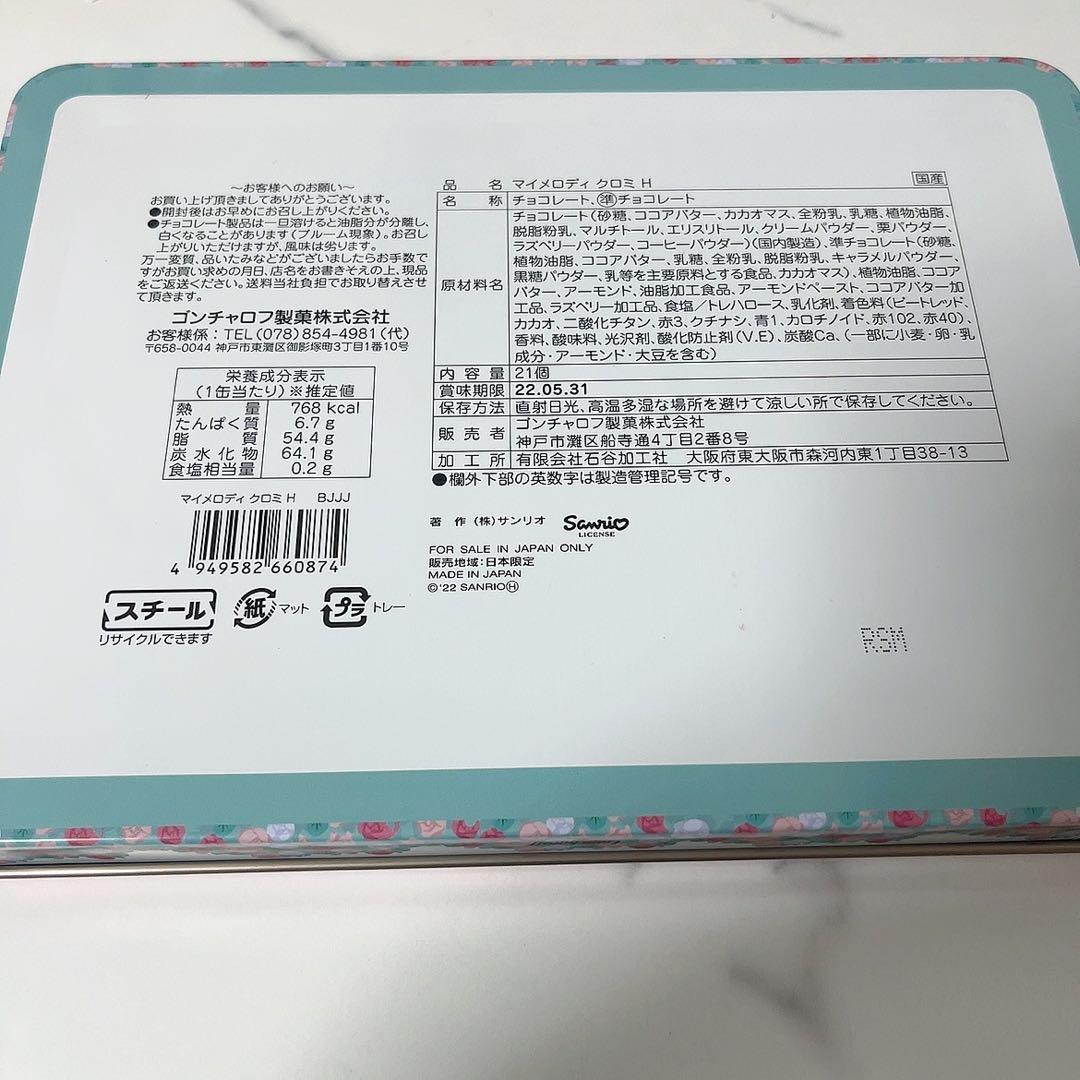 ～お客様へのお願い～
お買い上げ頂きましてありがとうございます。
●開封後はお早めにお召し上がりください。
●チョコレート製品は一旦溶けると油脂分が分離し、
白くなることがあります(ブルーム現象)。お召し
上がりいただけますが、風味は劣ります。
万一変質、品いたみなどがございましたらお手数で
すがお買い求めの月日、店名をお書きそえの上、現品
をご返送ください。送料当社負担でお取り替えさせ
て頂きます。
ゴンチャロフ製菓株式会社
お客様係：TEL(078)854-4981(代)
〒658-0044 神戸市東灘区御影塚町3丁目1番10号
栄養成分表示
(1缶当たり)※推定値
熱量 768 kcal
たんぱく質 6.7 g
脂質 54.4 g
炭水化物 64.1 g
食塩相当量 0.2 g
マイメロディ クロミ H BJJJ
4 949582 660874
スチール
リサイクルできます
紙 マット
プラ トレー
品名 マイメロディ クロミ H 国産
名称 チョコレート、準チョコレート
原材料名 チョコレート(砂糖、ココアバター、カカオマス、全粉乳、乳糖、植物油脂、
脱脂粉乳、マルチトール、エリスリトール、クリームパウダー、栗パウダー、
ラズベリーパウダー、コーヒーパウダー)(国内製造)、準チョコレート(砂糖、
植物油脂、ココアバター、乳糖、全粉乳、脱脂粉乳、キャラメルパウダー、
黒糖パウダー、乳等を主要原料とする食品、カカオマス)、植物油脂、ココア
バター、アーモンド、油脂加工食品、アーモンドペースト、ココアバター加
工品、ラズベリー加工品、食塩／トレハロース、乳化剤、着色料(ビートレッド、
カカオ、二酸化チタン、赤3、クチナシ、青1、カロチノイド、赤102、赤40)、
香料、酸味料、光沢剤、酸化防止剤(V.E)、炭酸Ca、(一部に小麦・卵・乳
成分・アーモンド・大豆を含む)
内容量 21個
賞味期限 22.05.31
保存方法 直射日光、高温多湿な場所を避けて涼しい所で保存してください。
販売者 ゴンチャロフ製菓株式会社
神戸市灘区船寺通4丁目2番8号
加工所 有限会社石谷加工社 大阪府東大阪市森河内東1丁目38-13
●欄外下部の英数字は製造管理記号です。
著作 (株)サンリオ Sanrio
LICENSE
FOR SALE IN JAPAN ONLY
販売地域：日本限定
MADE IN JAPAN
©'22 SANRIO Ⓗ
RSM